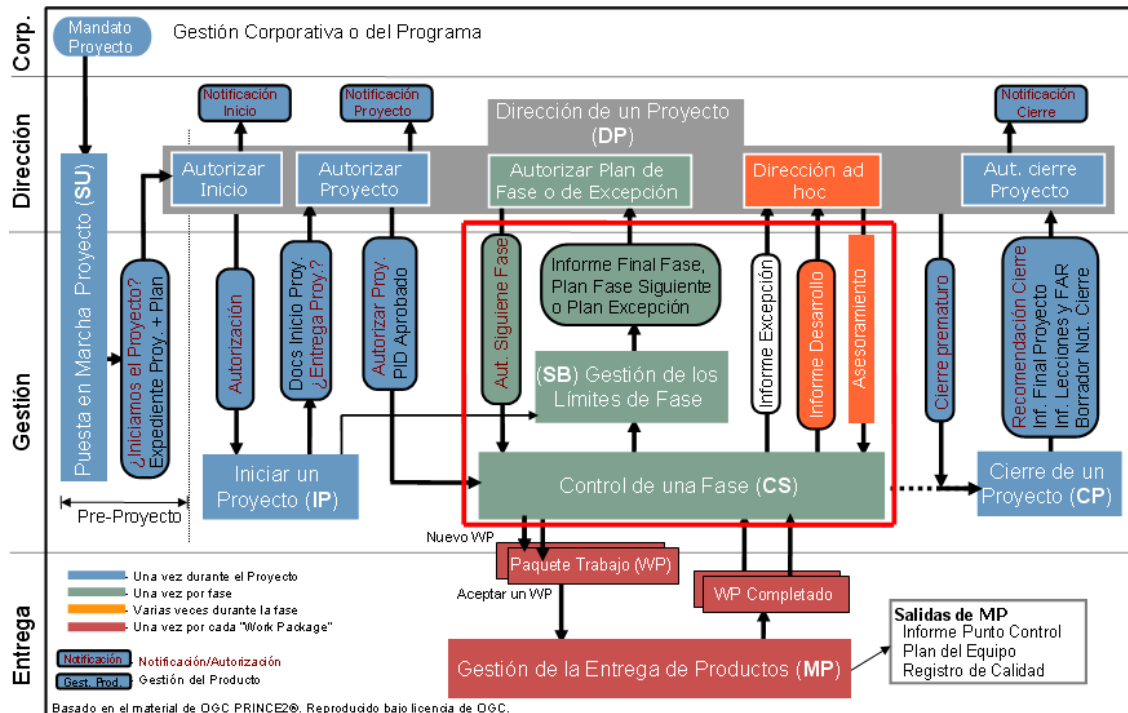 Corp.
Mandato
Proyecto
Gestión Corporativa o del Programa
Dirección
Notificación
Inicio
Notificación
Proyecto
Dirección de un Proyecto
(DP)
Notificación
Cierre
Autorizar
Inicio
Autorizar
Proyecto
Autorizar Plan de
Fase o de Excepción
Dirección ad
hoc
Aut. cierre
Proyecto
Gestión
Puesta en Marcha Proyecto (SU)
¿Iniciamos el Proyecto?
Expediente Proy. + Plan
Autorización
Docs Inicio Proy.
¿Entrega Proy.?
Autorizar Proy.
PID Aprobado
Aut. Siguiene Fase
Informe Final Fase,
Plan Fase Siguiente
o Plan Excepción
Informe Excepción
Informe Desarrollo
Asesoramiento
Cierre prematuro
Recomendación Cierre
Inf. Final Proyecto
Inf. Lecciones y FAR
Borrador Not. Cierre
(SB) Gestión de los
Límites de Fase
Iniciar un
Proyecto (IP)
Control de una Fase (CS)
Cierre de un
Proyecto (CP)
Pre-Proyecto
Nuevo WP
Entrega
Paquete Trabajo (WP)
Aceptar un WP
WP Completado
Una vez durante el Proyecto
Una vez por fase
Varias veces durante la fase
Una vez por cada "Work Package"
Notificación
- Notificación/Autorización
Gest. Prod.
- Gestión del Producto
Gestión de la Entrega de Productos (MP)
Salidas de MP
Informe Punto Control
Plan del Equipo
Registro de Calidad
Basado en el material de OGC PRINCE2®. Reproducido bajo licencia de OGC.